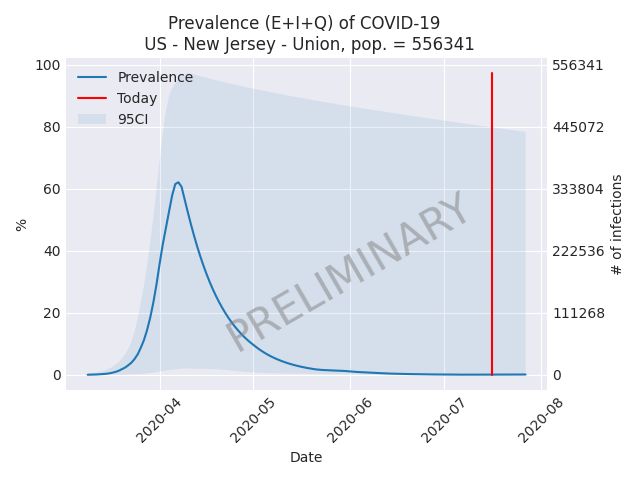 Prevalence (E+I+Q) of COVID-19
US - New Jersey - Union, pop. = 556341
Prevalence
Today
95CI
100
80
60
40
20
0
%
556341
445072
333804
222536
111268
0
# of infections
PRELIMINARY
2020-04
2020-05
2020-06
2020-07
2020-08
Date